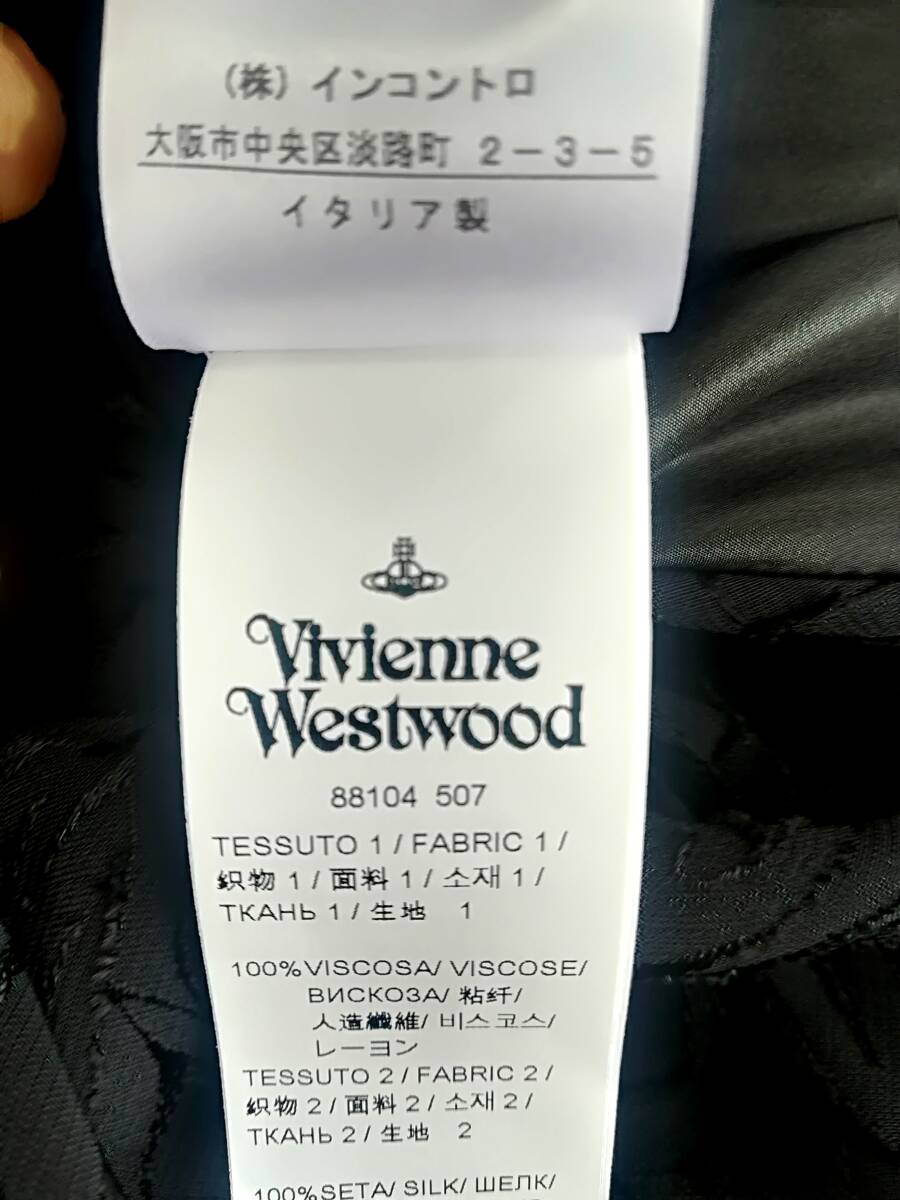 (株)インコントロ
大阪市中央区淡路町 2-3-5
イタリア製
Vivienne
Westwood
88104 507
TESSUTO 1 / FABRIC 1 /
织物 1 / 面料 1 / 소재 1 /
ТКАНЬ 1 / 生地 1
100% VISCOSA/ VISCOSE/
ВИСКОЗА/ 粘纤/
人造纖維/ 비스코스/
レーヨン
TESSUTO 2 / FABRIC 2 /
织物 2 / 面料 2 / 소재 2 /
ТКАНЬ 2 / 生地 2
100%SETA/ SILK/ ШЕЛК/